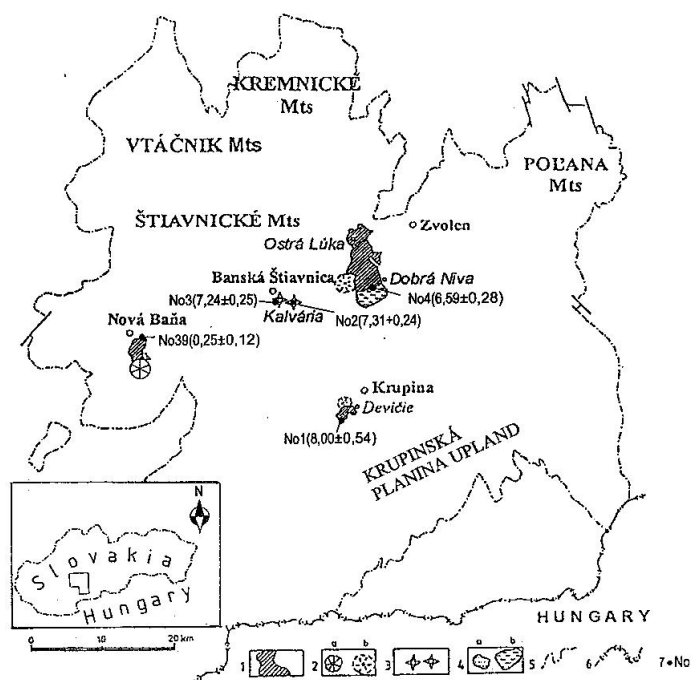 KREMNICKÉ
Mts
VTÁČNIK Mts
POĽANA
Mts
ŠTIAVNICKÉ Mts
Zvolen
Ostrá Lúka
Banská Štiavnica
Dobrá Niva
No3(7,24±0,25)
No4(6,59±0,28)
Kalvária
No2(7,31+0,24)
Nová Baňa
No39(0,25±0,12)
Krupina
Devičie
No1(8,00±0,54)
KRUPINSKÁ
PLANINA UPLAND
N
Slovakia
Hungary
HUNGARY
0 10 20 km
a b a b
1 2 3 4 5 6 7•No